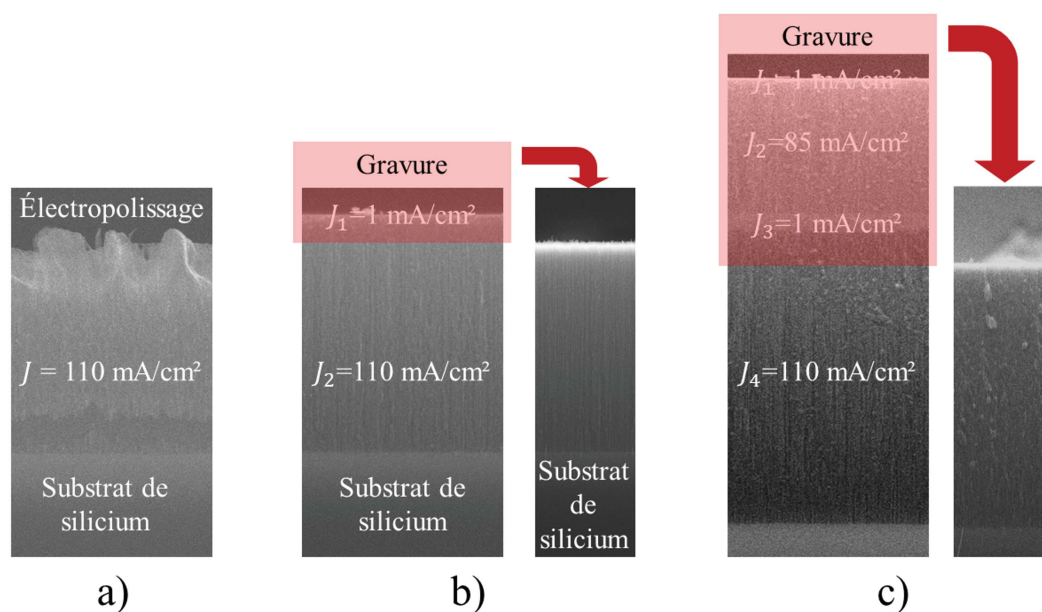 Électropolissage
J = 110 mA/cm²
Substrat de
silicium
a)
Gravure
J₁=1 mA/cm²
J₂=110 mA/cm²
Substrat de
silicium
Substrat
de
silicium
b)
Gravure
J₁=1 mA/cm²
J₂=85 mA/cm²
J₃=1 mA/cm²
J₄=110 mA/cm²
c)